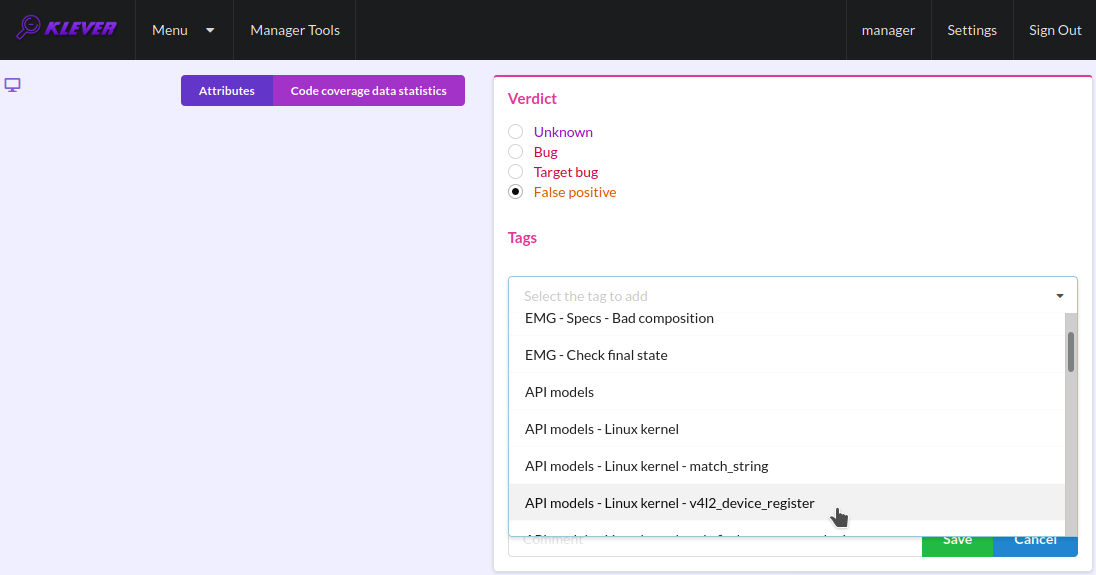 KLEVER
Menu
Manager Tools
manager
Settings
Sign Out
Attributes
Code coverage data statistics
Verdict
Unknown
Bug
Target bug
False positive
Tags
Select the tag to add
EMG - Specs - Bad composition
EMG - Check final state
API models
API models - Linux kernel
API models - Linux kernel - match_string
API models - Linux kernel - v4l2_device_register
Comment
Save
Cancel